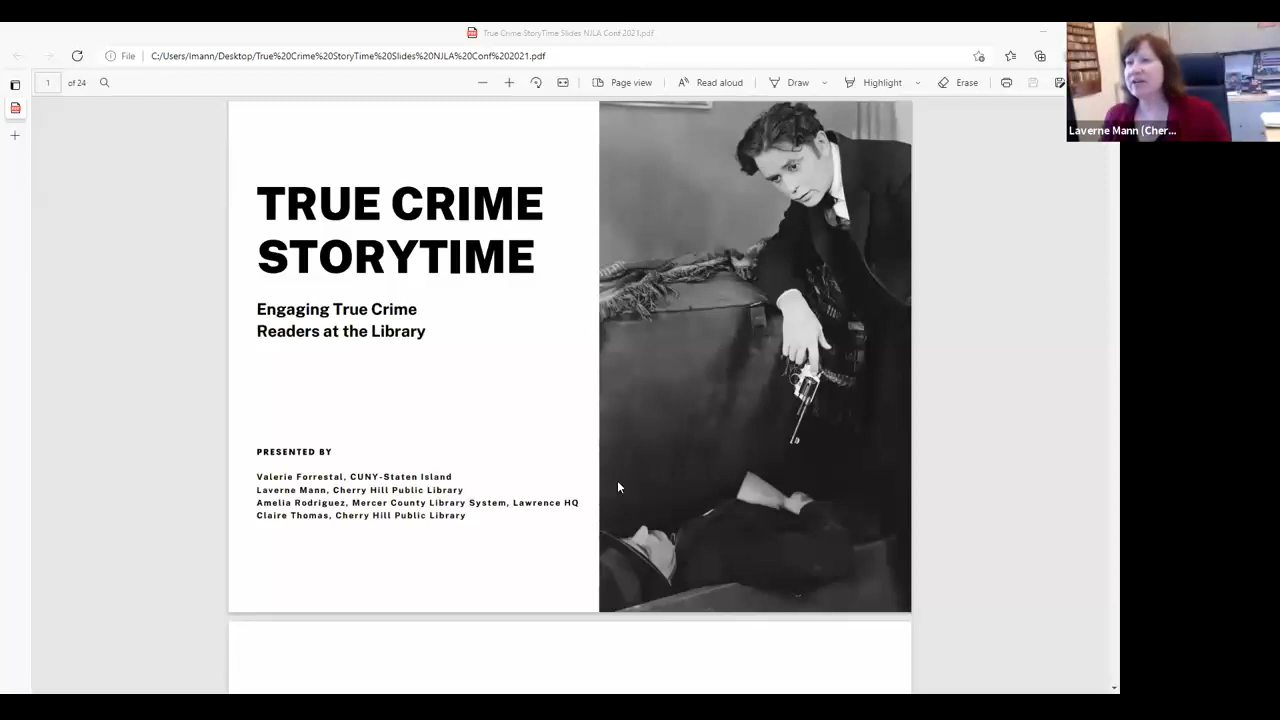 True Crime StoryTime Slides NJLA Conf 2021.pdf
File
C:/Users/lmann/Desktop/True%20Crime%20StoryTime%20Slides%20NJLA%20Conf%202021.pdf
1 of 24
Page view
Read aloud
Draw
Highlight
Erase
Laverne Mann (Cher...
TRUE CRIME
STORYTIME
Engaging True Crime
Readers at the Library
PRESENTED BY
Valerie Forrestal, CUNY-Staten Island
Laverne Mann, Cherry Hill Public Library
Amelia Rodriguez, Mercer County Library System, Lawrence HQ
Claire Thomas, Cherry Hill Public Library